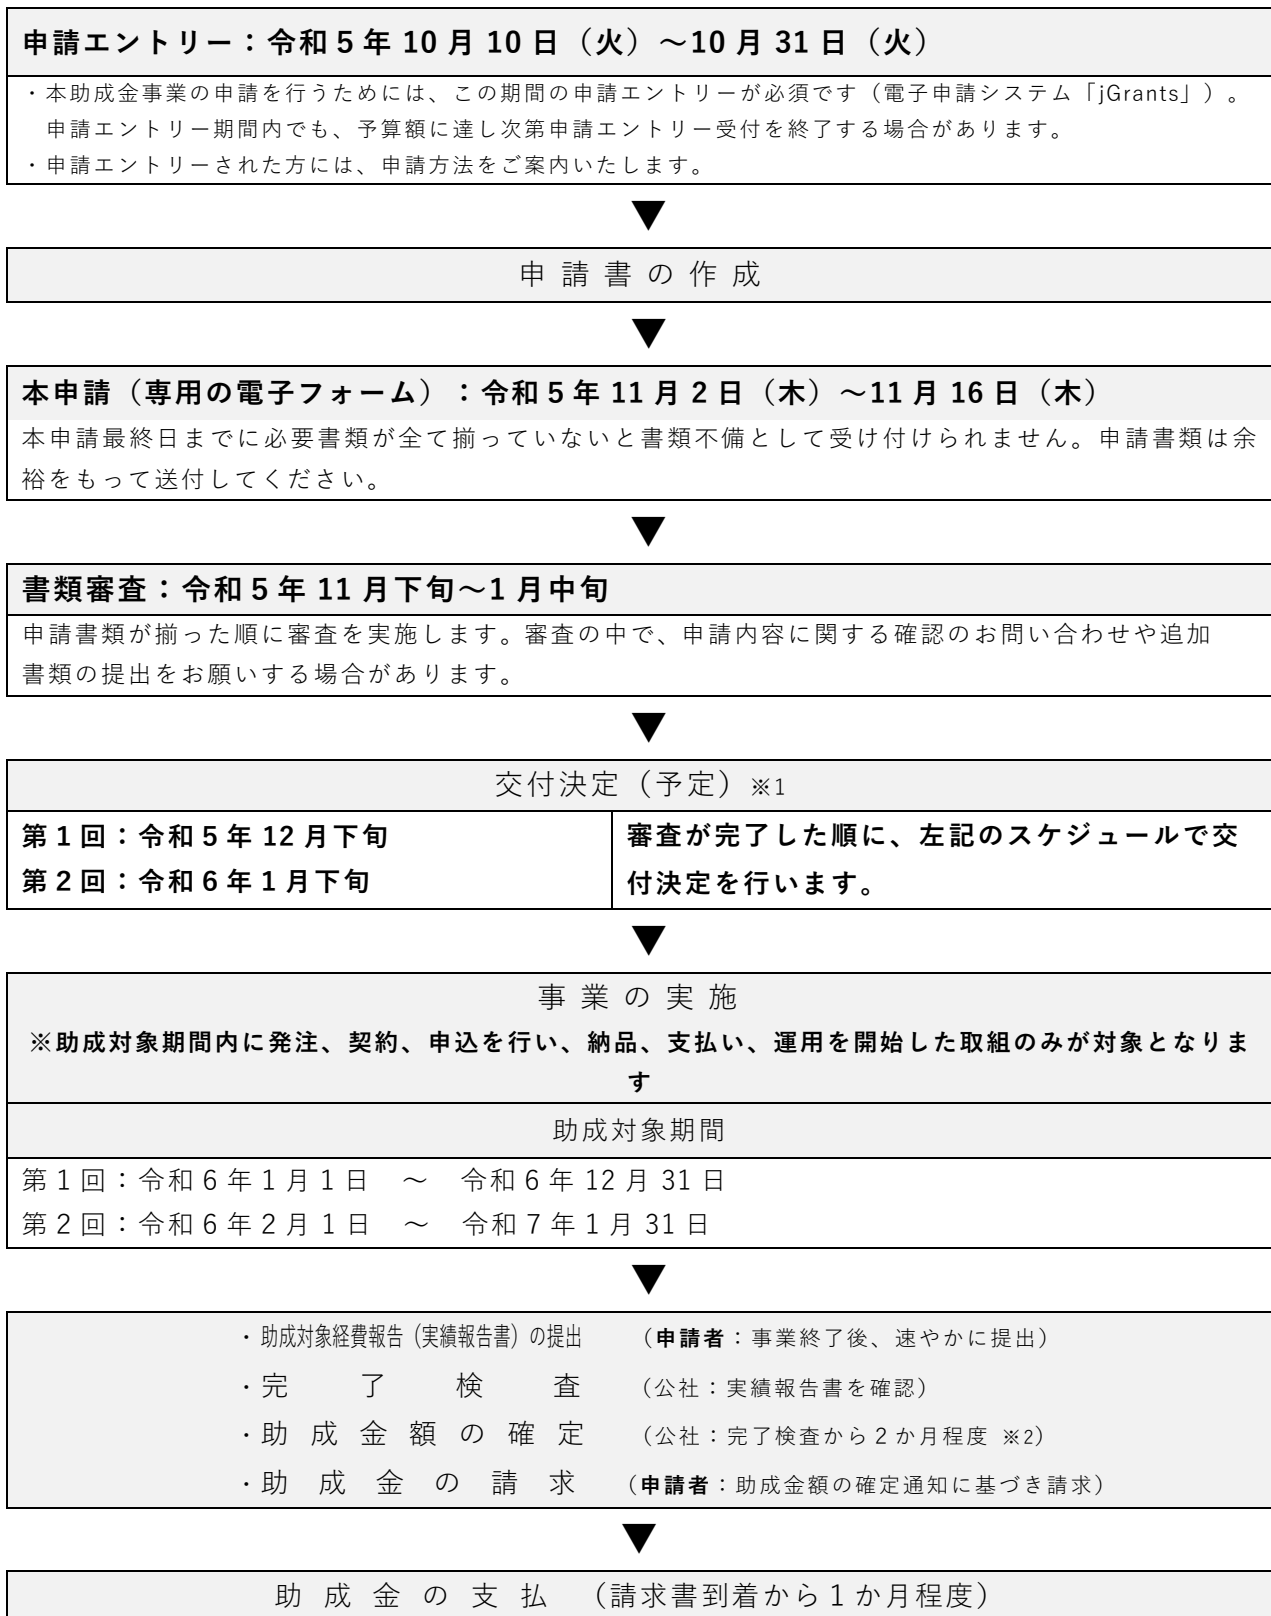 申請エントリー：令和５年 10 月 10 日（火）～10 月 31 日（火）
・本助成金事業の申請を行うためには、この期間の申請エントリーが必須です（電子申請システム「jGrants」）。
申請エントリー期間内でも、予算額に達し次第申請エントリー受付を終了する場合があります。
・申請エントリーされた方には、申請方法をご案内いたします。
▼
申請書の作成
▼
本申請（専用の電子フォーム）：令和５年 11 月２日（木）～11 月 16 日（木）
本申請最終日までに必要書類が全て揃っていないと書類不備として受け付けられません。申請書類は余
裕をもって送付してください。
▼
書類審査：令和５年 11 月下旬～1 月中旬
申請書類が揃った順に審査を実施します。審査の中で、申請内容に関する確認のお問い合わせや追加
書類の提出をお願いする場合があります。
▼
交付決定（予定）※1
第１回：令和５年 12 月下旬
第２回：令和６年１月下旬
審査が完了した順に、左記のスケジュールで交
付決定を行います。
▼
事業の実施
※助成対象期間内に発注、契約、申込を行い、納品、支払い、運用を開始した取組のみが対象となりま
す
助成対象期間
第１回：令和６年１月１日　～　令和６年 12 月 31 日
第２回：令和６年２月１日　～　令和７年１月 31 日
▼
・助成対象経費報告（実績報告書）の提出　（申請者：事業終了後、速やかに提出）
・完了検査　（公社：実績報告書を確認）
・助成金額の確定　（公社：完了検査から２か月程度 ※2）
・助成金の請求　（申請者：助成金額の確定通知に基づき請求）
▼
助成金の支払　（請求書到着から１か月程度）